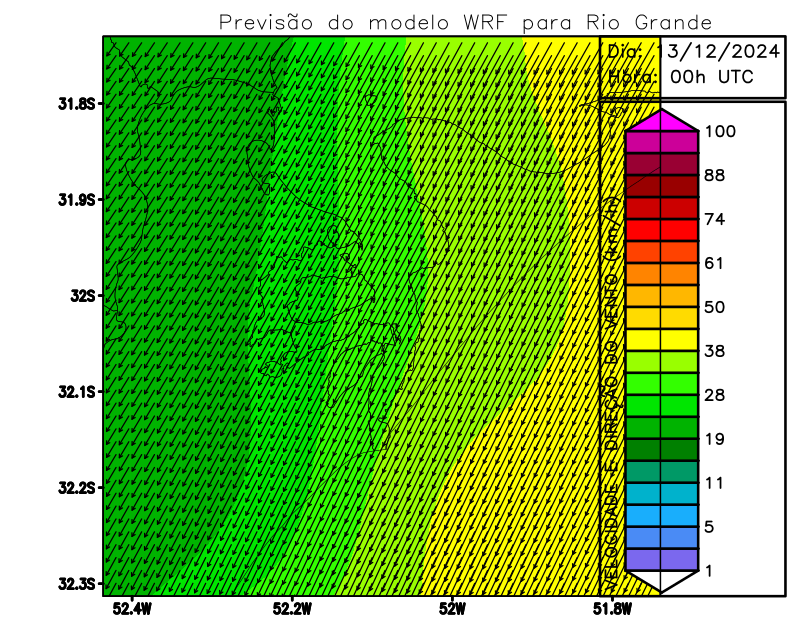 Previsão do modelo WRF para Rio Grande
Dia: 13/12/2024
Hora: 00h UTC
31.8S
31.9S
32S
32.1S
32.2S
32.3S
52.4W
52.2W
52W
51.8W
VELOCIDADE E DIREÇÃO DO VENTO (km/h)
100
88
74
61
50
38
28
19
11
5
1